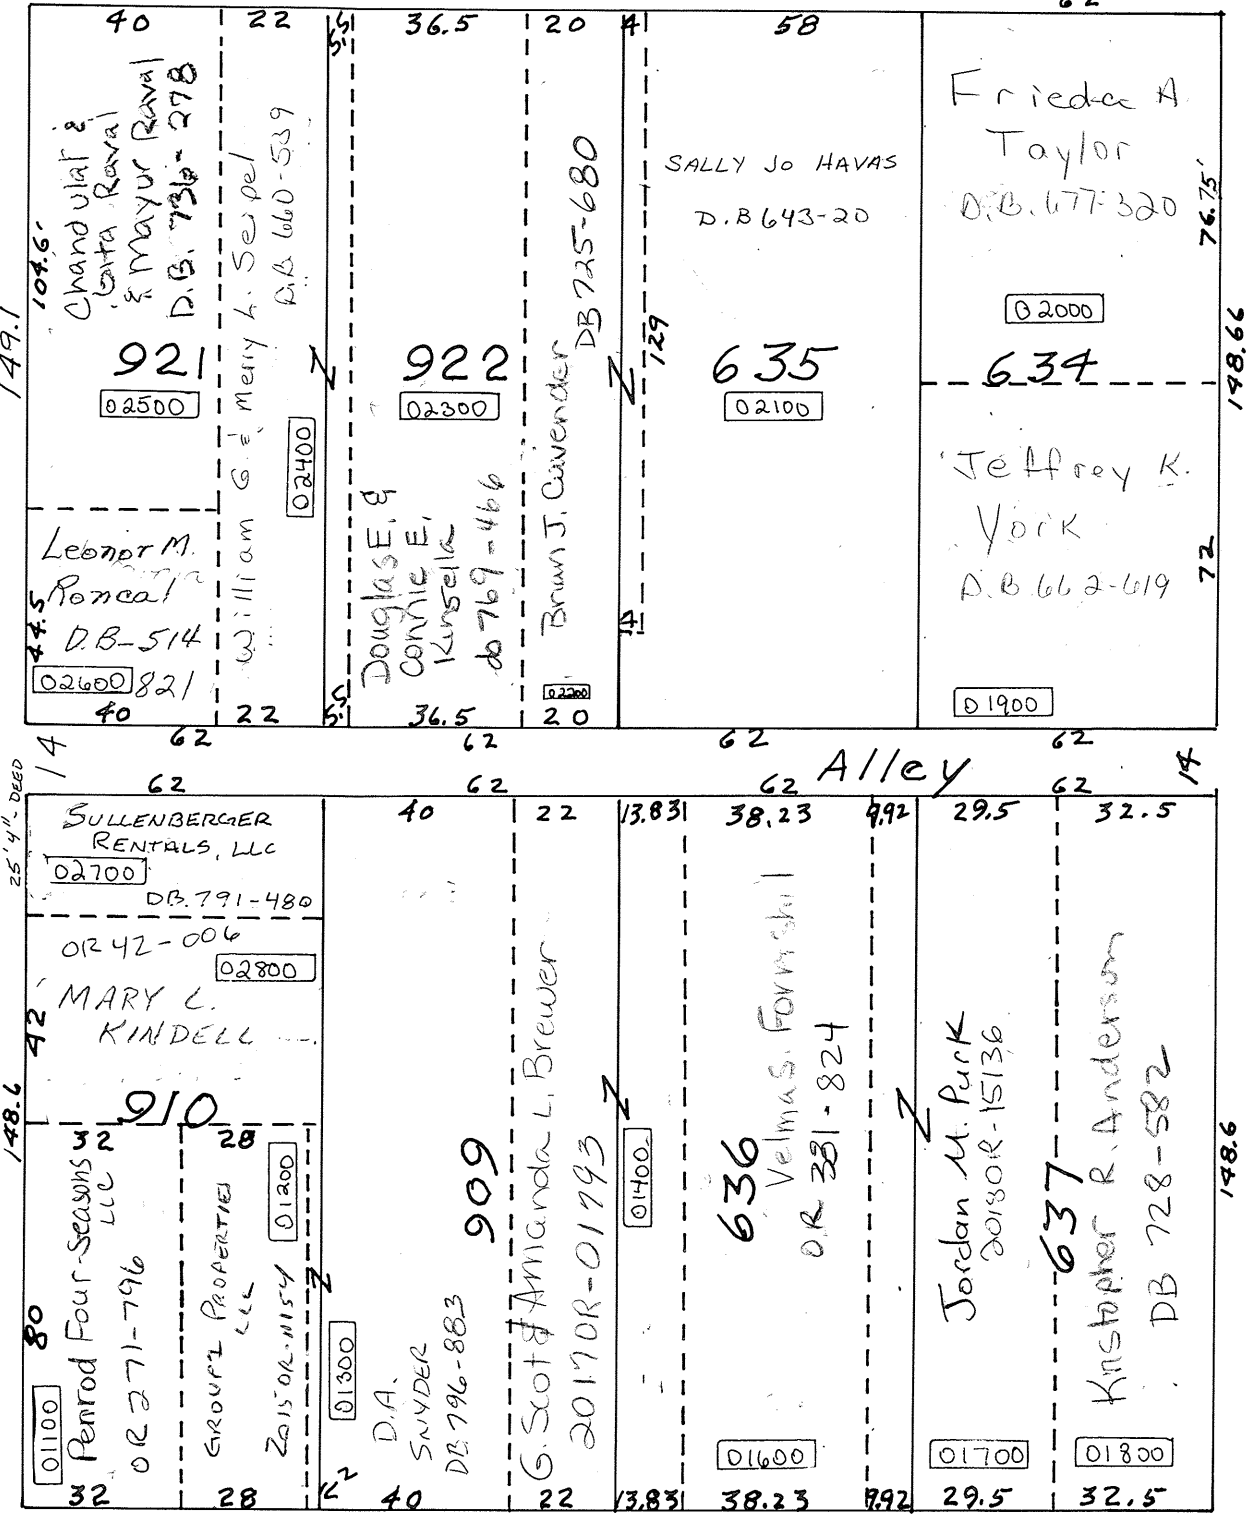 62
40
22
5.5
36.5
20
4
58
Chandulal &
Gita Raval
& Mayur Raval
D.B. 736-278
104.6
149.1
921
02500
William G & Merry L. Seipel
D.B. 660-539
02400
Z
922
02300
Douglas E. &
Connie E.
Kinsella
db 769-466
Brian J. Cavender
DB 725-680
02200
Z
129
4
SALLY JO HAVAS
D.B 643-20
635
02100
Frieda A
Taylor
D.B. 677-320
76.75'
02000
634
148.66
Jeffrey K.
York
D.B. 662-619
72
01900
Leonor M.
Roncal
D.B-514
44.5
02600
821
40
22
5.5
36.5
20
62
62
62
62
14
Alley
14
62
62
62
62
25'4"-DEED
SULLENBERGER
RENTALS, LLC
02700
DB.791-480
OR 42-006
02800
MARY C.
KINDELL
42
910
148.6
32
28
Penrod Four-Seasons
LLC
OR 271-796
80
01100
GROUP1 PROPERTIES
LLC
01200
Z
40
22
909
01300
D.A.
SNYDER
DB 796-883
G. Scot & Amanda L. Brewer
2017OR-01793
Z
13.83
38.23
9.92
01400
636
Velma S.
OR 331-824
01600
Z
29.5
32.5
Jordan M. Purk
2018OR-15136
637
Kristopher R. Anderson
DB 728-582
148.6
01700
01800
32
28
2
40
22
13.83
38.23
9.92
29.5
32.5